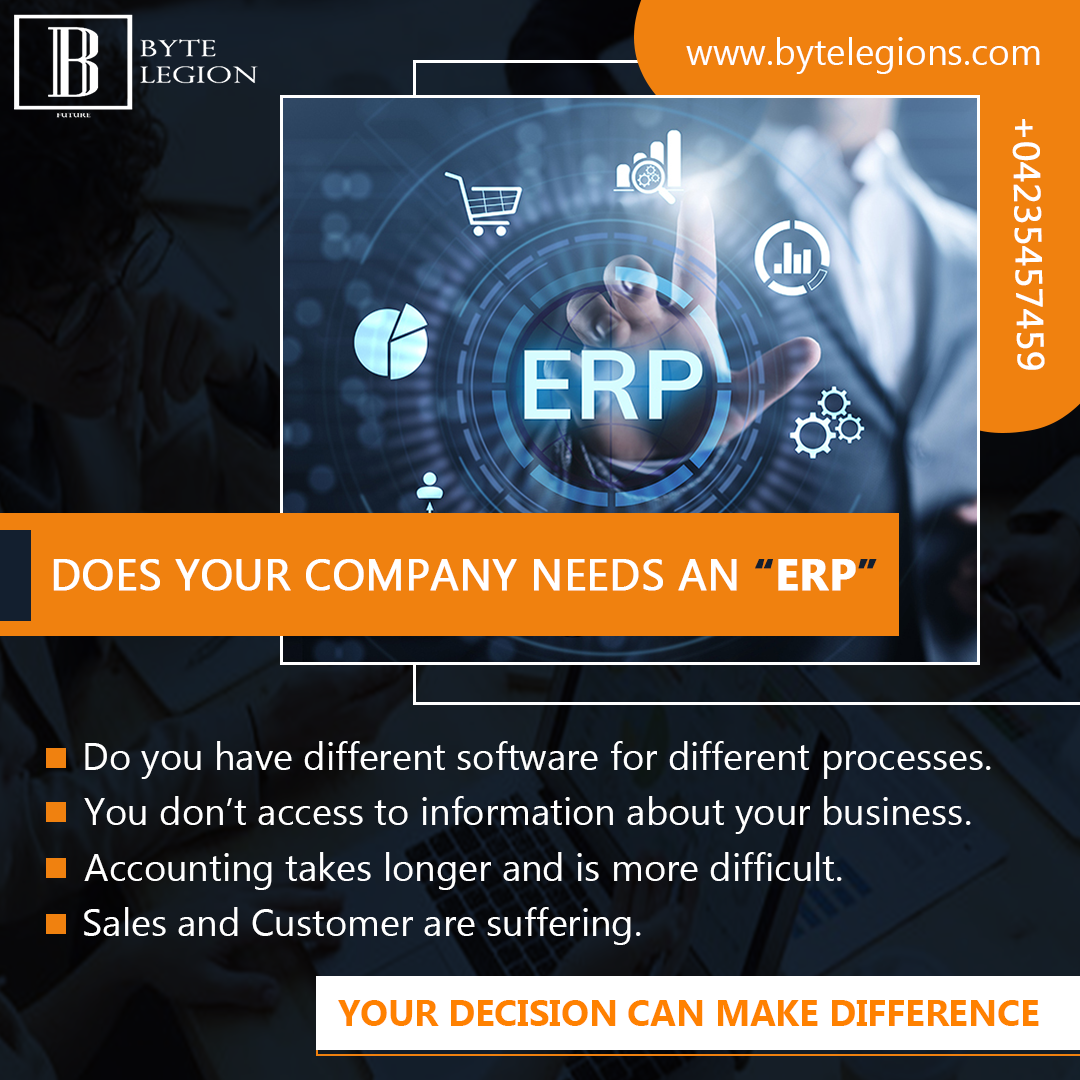 BYTE
LEGION
B
FUTURE
www.bytelegions.com
+04235457459
ERP
DOES YOUR COMPANY NEEDS AN “ERP”
Do you have different software for different processes.
You don’t access to information about your business.
Accounting takes longer and is more difficult.
Sales and Customer are suffering.
YOUR DECISION CAN MAKE DIFFERENCE